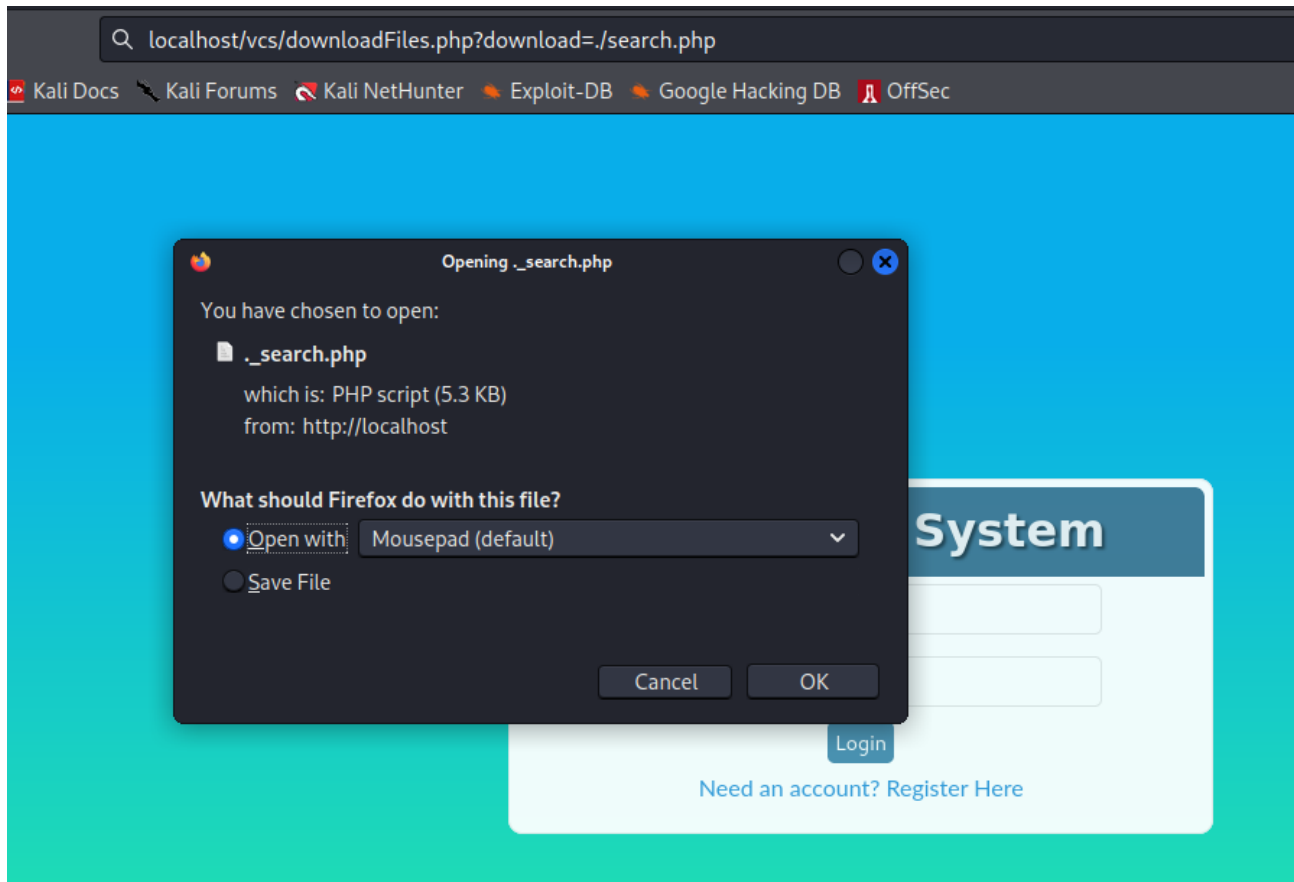 localhost/vcs/downloadFiles.php?download=./search.php
Kali Docs Kali Forums Kali NetHunter Exploit-DB Google Hacking DB OffSec
Opening ._search.php
You have chosen to open:
._search.php
which is: PHP script (5.3 KB)
from: http://localhost
What should Firefox do with this file?
Open with Mousepad (default)
Save File
Cancel OK
System
Login
Need an account? Register Here